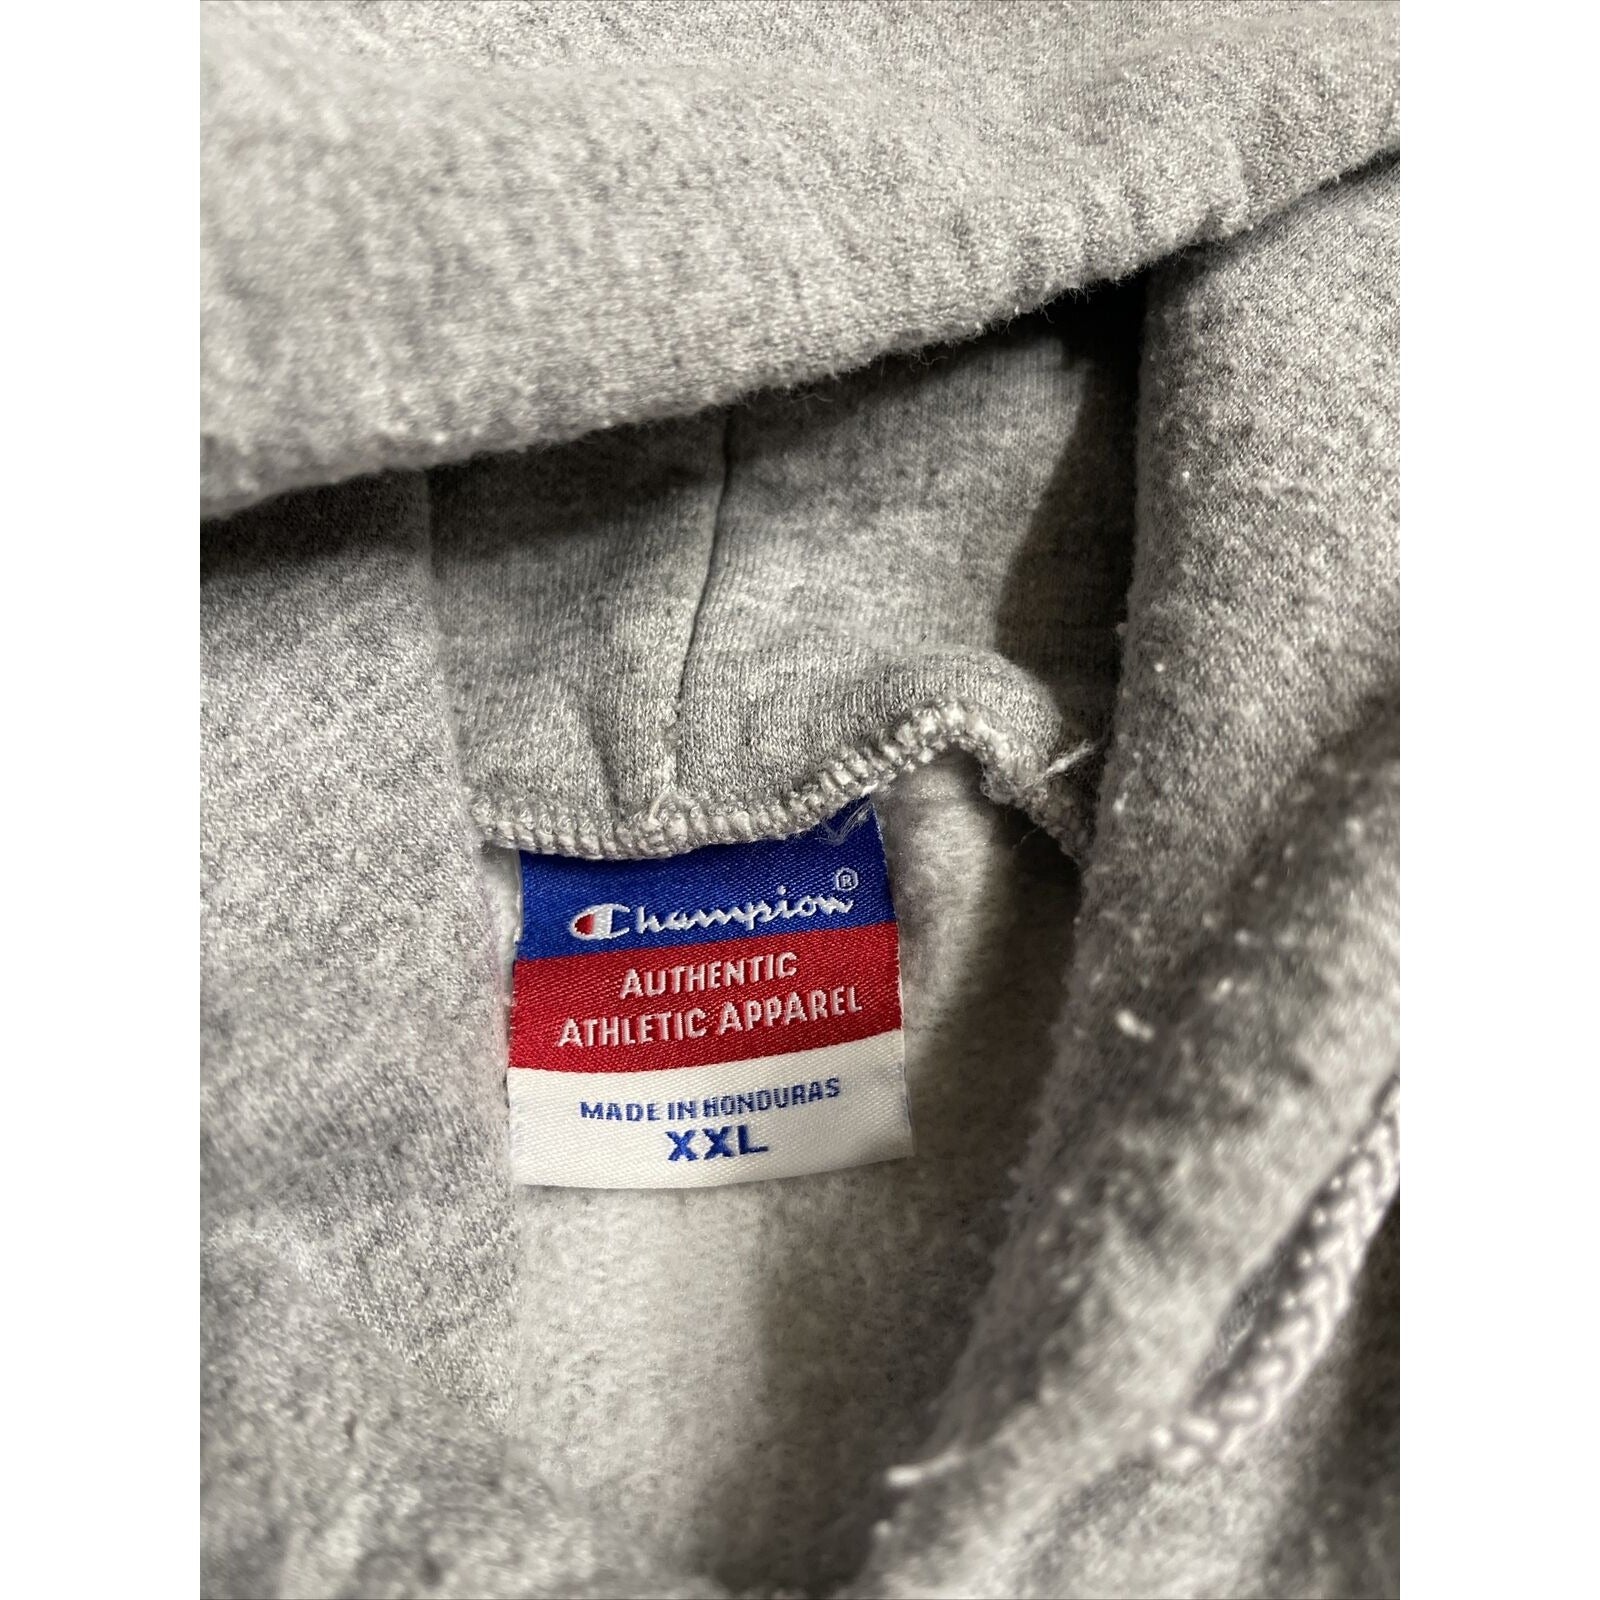 Champion®
AUTHENTIC
ATHLETIC APPAREL
MADE IN HONDURAS
XXL